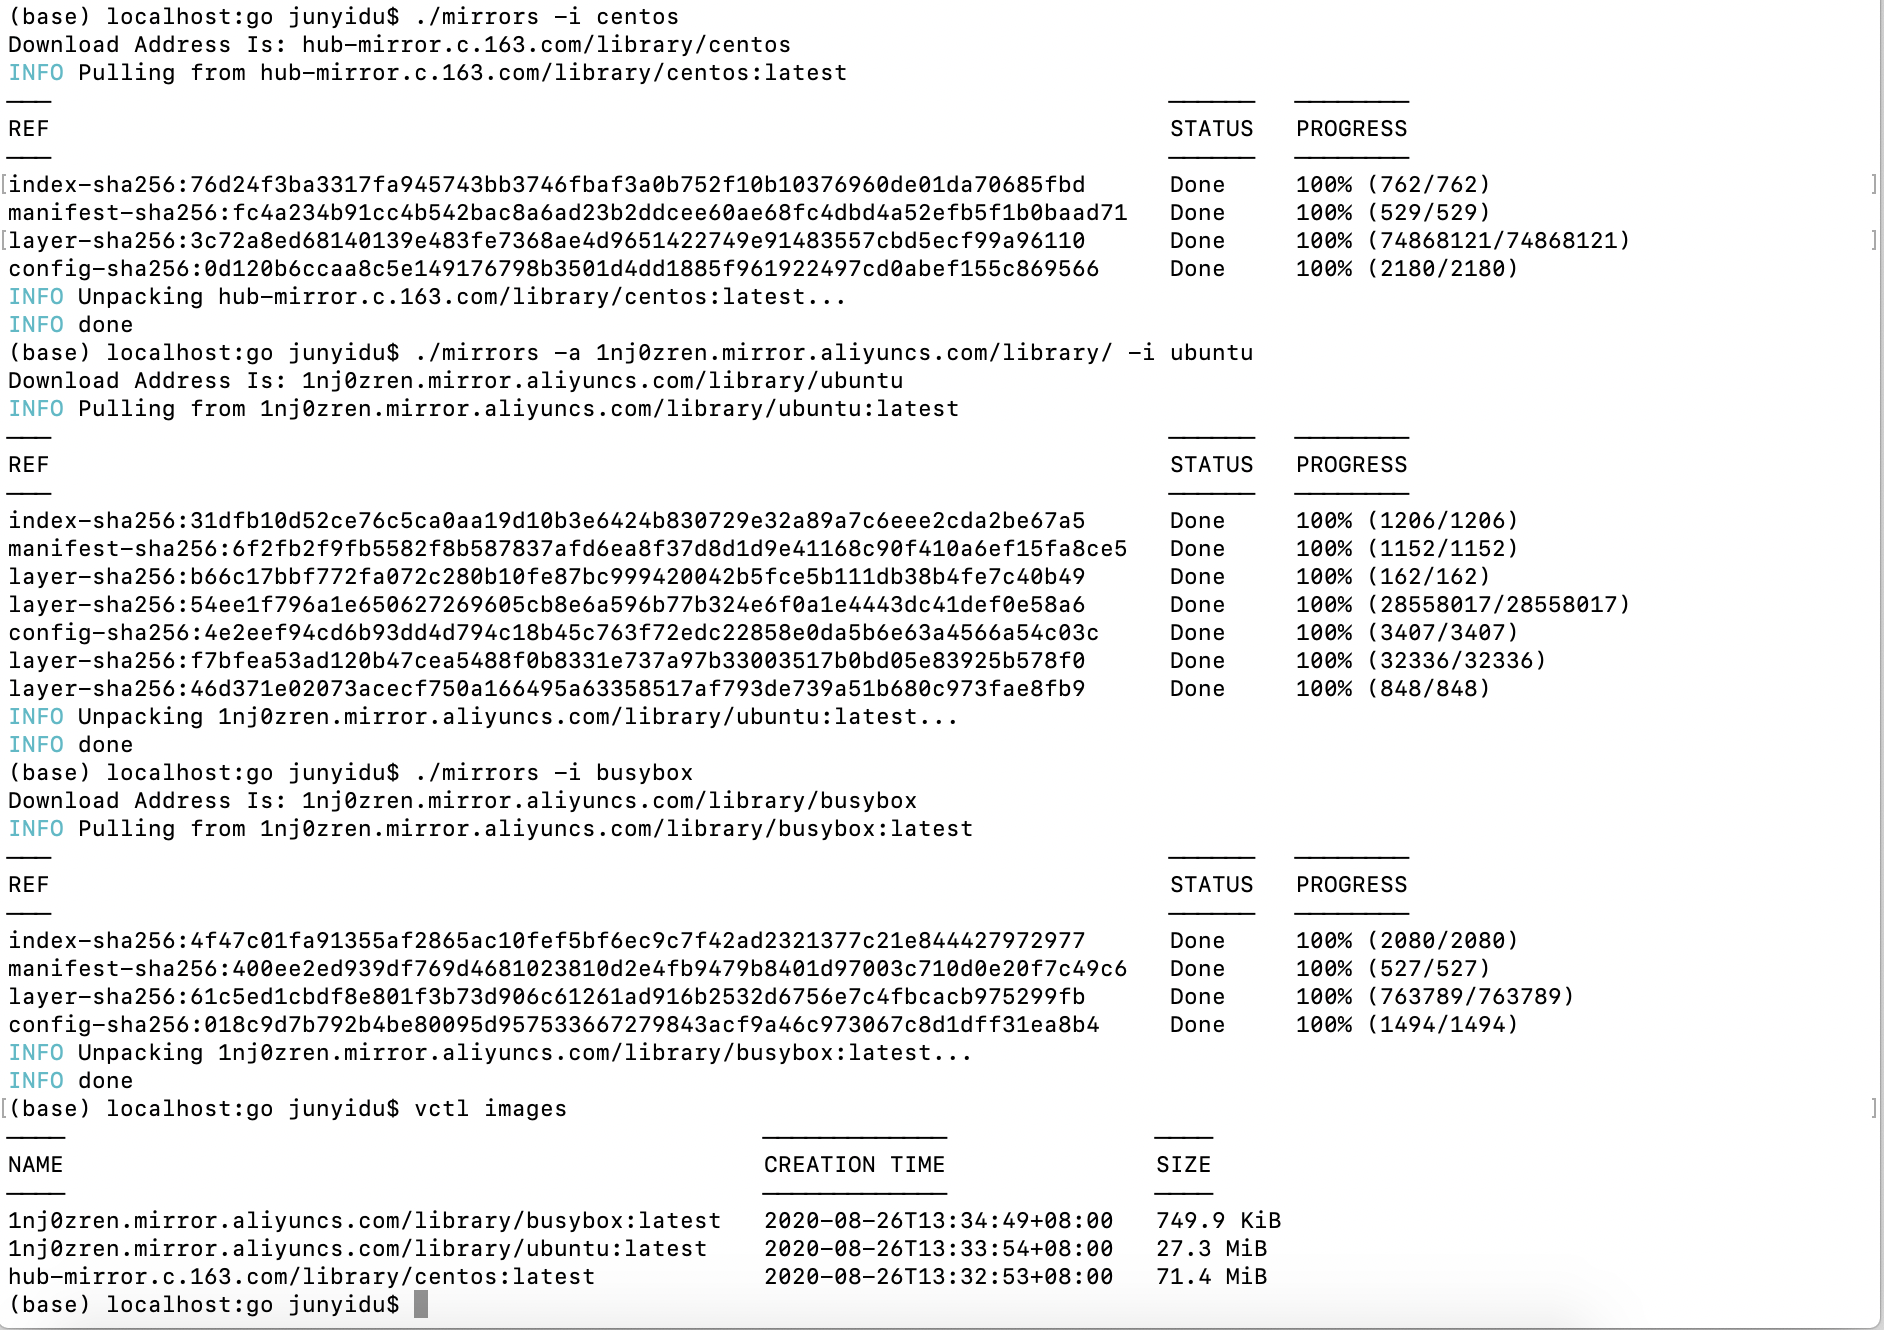 (base) localhost:go junyidu$ ./mirrors -i centos
Download Address Is: hub-mirror.c.163.com/library/centos
INFO Pulling from hub-mirror.c.163.com/library/centos:latest
REF STATUS PROGRESS
index-sha256:76d24f3ba3317fa945743bb3746fbaf3a0b752f10b10376960de01da70685fbd Done 100% (762/762)
manifest-sha256:fc4a234b91cc4b542bac8a6ad23b2ddcee60ae68fc4dbd4a52efb5f1b0baad71 Done 100% (529/529)
layer-sha256:3c72a8ed68140139e483fe7368ae4d9651422749e91483557cbd5ecf99a96110 Done 100% (74868121/74868121)
config-sha256:0d120b6ccaa8c5e149176798b3501d4dd1885f961922497cd0abef155c869566 Done 100% (2180/2180)
INFO Unpacking hub-mirror.c.163.com/library/centos:latest...
INFO done
(base) localhost:go junyidu$ ./mirrors -a 1nj0zren.mirror.aliyuncs.com/library/ -i ubuntu
Download Address Is: 1nj0zren.mirror.aliyuncs.com/library/ubuntu
INFO Pulling from 1nj0zren.mirror.aliyuncs.com/library/ubuntu:latest
REF STATUS PROGRESS
index-sha256:31dfb10d52ce76c5ca0aa19d10b3e6424b830729e32a89a7c6eee2cda2be67a5 Done 100% (1206/1206)
manifest-sha256:6f2fb2f9fb5582f8b587837afd6ea8f37d8d1d9e41168c90f410a6ef15fa8ce5 Done 100% (1152/1152)
layer-sha256:b66c17bbf772fa072c280b10fe87bc999420042b5fce5b111db38b4fe7c40b49 Done 100% (162/162)
layer-sha256:54ee1f796a1e650627269605cb8e6a596b77b324e6f0a1e4443dc41def0e58a6 Done 100% (28558017/28558017)
config-sha256:4e2eef94cd6b93dd4d794c18b45c763f72edc22858e0da5b6e63a4566a54c03c Done 100% (3407/3407)
layer-sha256:f7bfea53ad120b47cea5488f0b8331e737a97b33003517b0bd05e83925b578f0 Done 100% (32336/32336)
layer-sha256:46d371e02073acecf750a166495a63358517af793de739a51b680c973fae8fb9 Done 100% (848/848)
INFO Unpacking 1nj0zren.mirror.aliyuncs.com/library/ubuntu:latest...
INFO done
(base) localhost:go junyidu$ ./mirrors -i busybox
Download Address Is: 1nj0zren.mirror.aliyuncs.com/library/busybox
INFO Pulling from 1nj0zren.mirror.aliyuncs.com/library/busybox:latest
REF STATUS PROGRESS
index-sha256:4f47c01fa91355af2865ac10fef5bf6ec9c7f42ad2321377c21e844427972977 Done 100% (2080/2080)
manifest-sha256:400ee2ed939df769d4681023810d2e4fb9479b8401d97003c710d0e20f7c49c6 Done 100% (527/527)
layer-sha256:61c5ed1cbdf8e801f3b73d906c61261ad916b2532d6756e7c4fbcacb975299fb Done 100% (763789/763789)
config-sha256:018c9d7b792b4be80095d957533667279843acf9a46c973067c8d1dff31ea8b4 Done 100% (1494/1494)
INFO Unpacking 1nj0zren.mirror.aliyuncs.com/library/busybox:latest...
INFO done
(base) localhost:go junyidu$ vctl images
NAME CREATION TIME SIZE
1nj0zren.mirror.aliyuncs.com/library/busybox:latest 2020-08-26T13:34:49+08:00 749.9 KiB
1nj0zren.mirror.aliyuncs.com/library/ubuntu:latest 2020-08-26T13:33:54+08:00 27.3 MiB
hub-mirror.c.163.com/library/centos:latest 2020-08-26T13:32:53+08:00 71.4 MiB
(base) localhost:go junyidu$